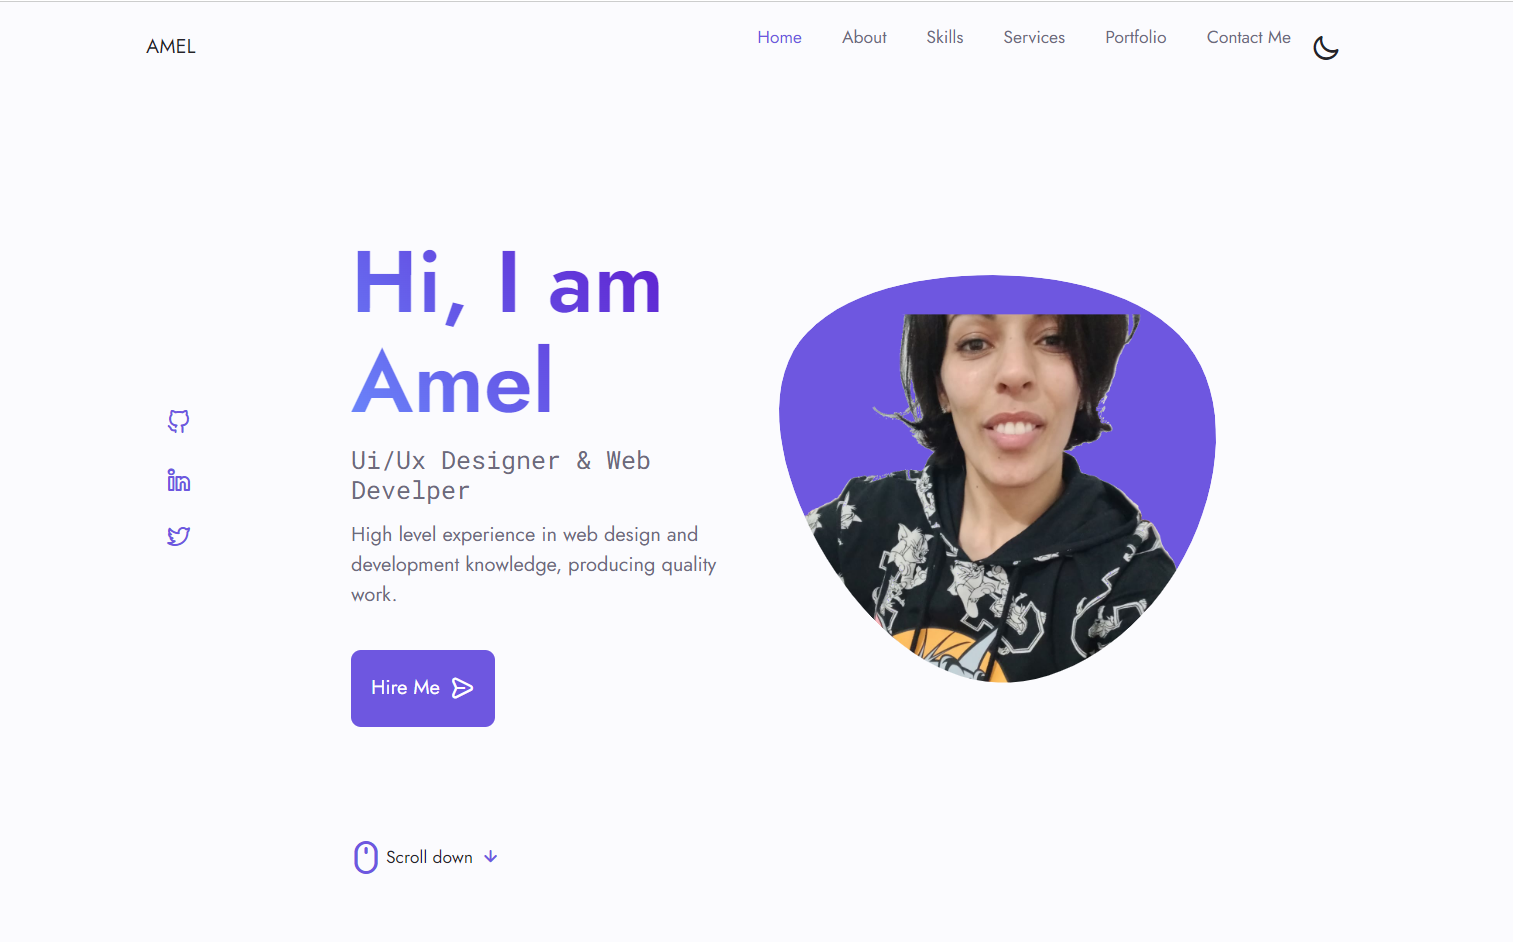 AMEL
Home About Skills Services Portfolio Contact Me
Hi, I am
Amel
Ui/Ux Designer & Web
Develper
High level experience in web design and
development knowledge, producing quality
work.
Hire Me
Scroll down